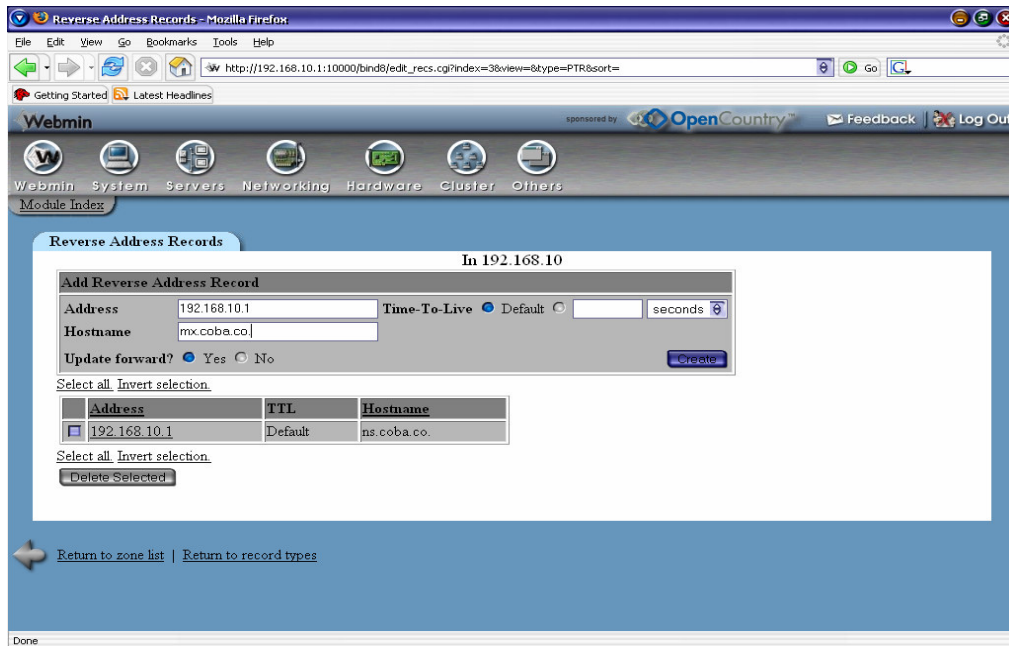 Reverse Address Records - Mozilla Firefox
File Edit View Go Bookmarks Tools Help
http://192.168.10.1:10000/bind8/edit_recs.cgi?index=3&view=&type=PTR&sort= Go G
Getting Started Latest Headlines
Webmin sponsored by OpenCountry™ Feedback | Log Out
Webmin System Servers Networking Hardware Cluster Others
Module Index
Reverse Address Records
In 192.168.10
Add Reverse Address Record
Address 192.168.10.1 Time-To-Live Default seconds
Hostname mx.coba.co.
Update forward? Yes No Create
Select all. Invert selection.
Address TTL Hostname
192.168.10.1 Default ns.coba.co.
Select all. Invert selection.
Delete Selected
Return to zone list | Return to record types
Done